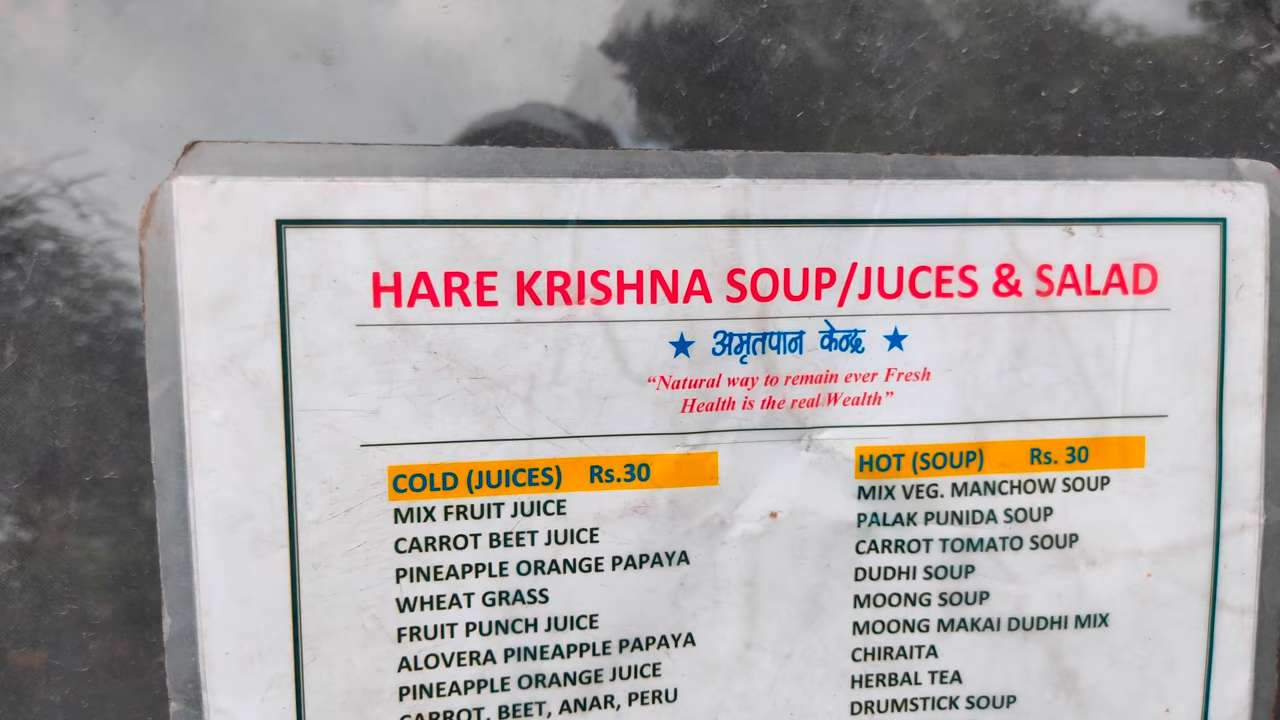 HARE KRISHNA SOUP/JUCES & SALAD
★ अमृतपान केन्द्र ★
“Natural way to remain ever Fresh
Health is the real Wealth”
COLD (JUICES) Rs.30
MIX FRUIT JUICE
CARROT BEET JUICE
PINEAPPLE ORANGE PAPAYA
WHEAT GRASS
FRUIT PUNCH JUICE
ALOVERA PINEAPPLE PAPAYA
PINEAPPLE ORANGE JUICE
CARROT, BEET, ANAR, PERU
HOT (SOUP) Rs. 30
MIX VEG. MANCHOW SOUP
PALAK PUNIDA SOUP
CARROT TOMATO SOUP
DUDHI SOUP
MOONG SOUP
MOONG MAKAI DUDHI MIX
CHIRAITA
HERBAL TEA
DRUMSTICK SOUP